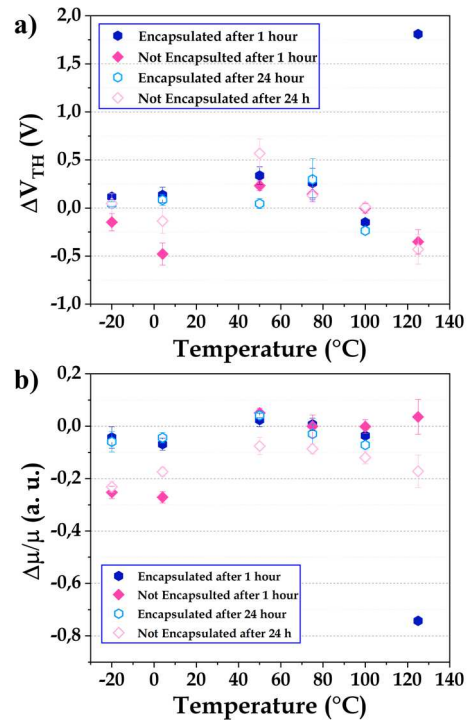 a)
2,0
1,5
1,0
0,5
0,0
-0,5
-1,0
ΔV_TH (V)
Encapsulated after 1 hour
Not Encapsulted after 1 hour
Encapsulated after 24 hour
Not Encapsulated after 24 h
-20 0 20 40 60 80 100 120 140
Temperature (°C)
b)
0,2
0,0
-0,2
-0,4
-0,6
-0,8
Δμ/μ (a. u.)
Encapsulated after 1 hour
Not Encapsulted after 1 hour
Encapsulated after 24 hour
Not Encapsulated after 24 h
-20 0 20 40 60 80 100 120 140
Temperature (°C)